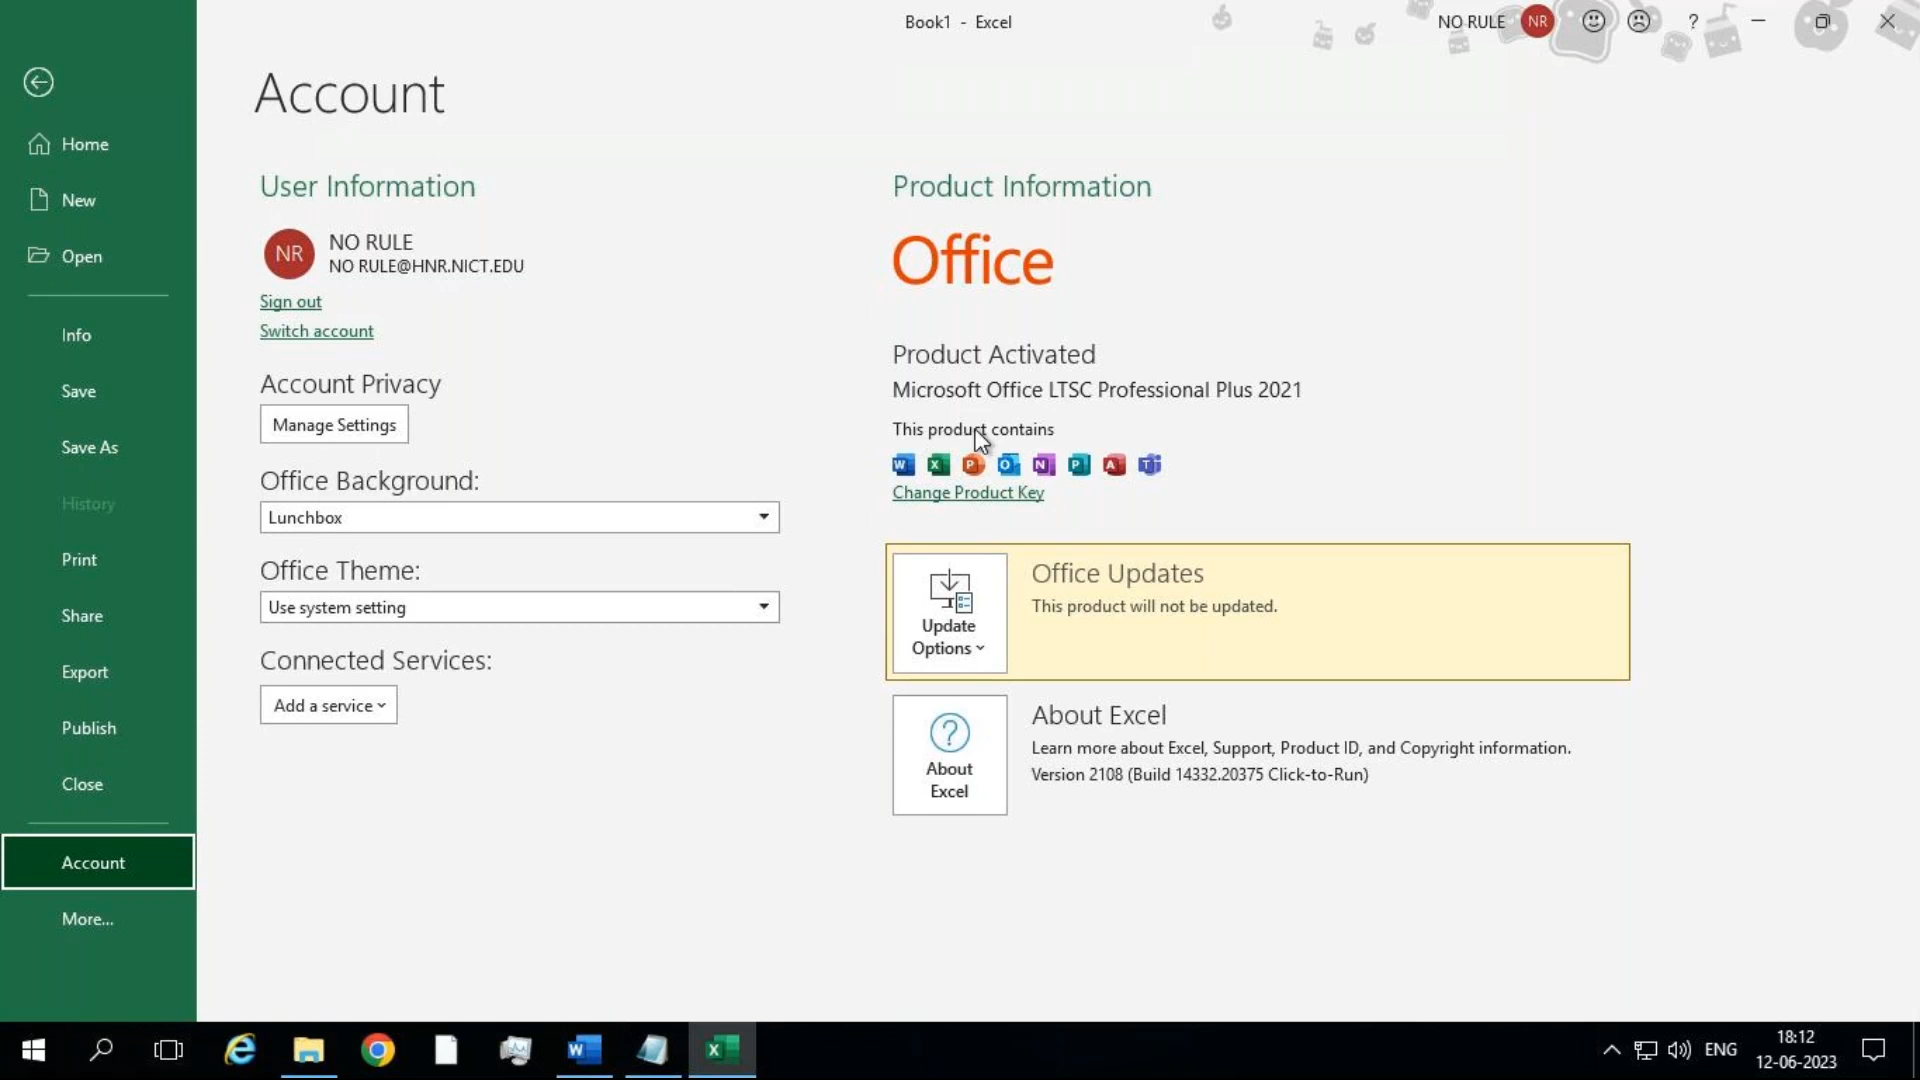 Book1 - Excel
NO RULE
NR
?
Account
Home
New
Open
Info
Save
Save As
History
Print
Share
Export
Publish
Close
Account
More...
User Information
NR
NO RULE
NO RULE@HNR.NICT.EDU
Sign out
Switch account
Account Privacy
Manage Settings
Office Background:
Lunchbox
Office Theme:
Use system setting
Connected Services:
Add a service
Product Information
Office
Product Activated
Microsoft Office LTSC Professional Plus 2021
This product contains
W X P O N P A T
Change Product Key
Update
Options
Office Updates
This product will not be updated.
?
About
Excel
About Excel
Learn more about Excel, Support, Product ID, and Copyright information.
Version 2108 (Build 14332.20375 Click-to-Run)
W
X
ENG
18:12
12-06-2023